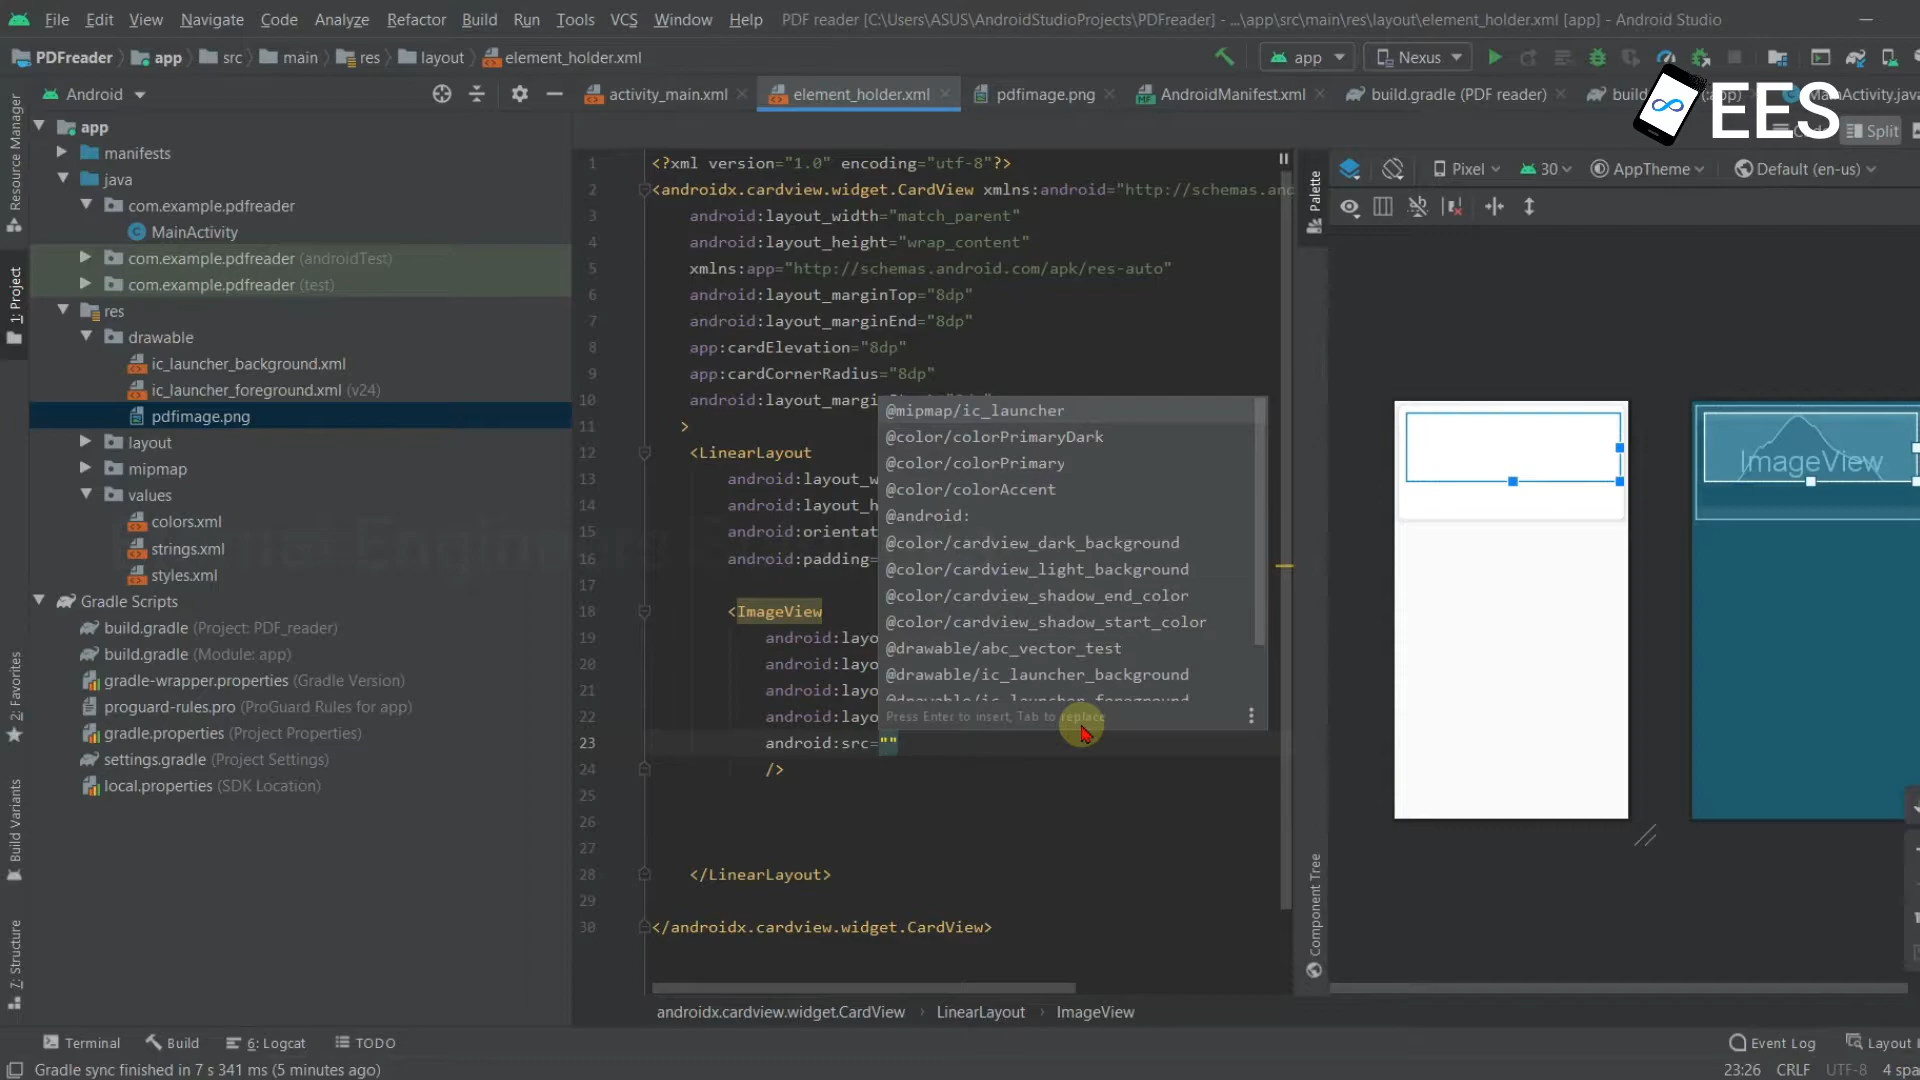 File Edit View Navigate Code Analyze Refactor Build Run Tools VCS Window Help PDF reader [C:\Users\ASUS\AndroidStudioProjects\PDFreader] - ...\app\src\main\res\layout\element_holder.xml [app] - Android Studio
PDFreader app src main res layout element_holder.xml app Nexus
EES
Android activity_main.xml element_holder.xml pdfimage.png AndroidManifest.xml build.gradle (PDF reader)
Split
app
manifests
java
com.example.pdfreader
MainActivity
com.example.pdfreader (androidTest)
com.example.pdfreader (test)
res
drawable
ic_launcher_background.xml
ic_launcher_foreground.xml (v24)
pdfimage.png
layout
mipmap
values
colors.xml
strings.xml
styles.xml
Gradle Scripts
build.gradle (Project: PDF_reader)
build.gradle (Module: app)
gradle-wrapper.properties (Gradle Version)
proguard-rules.pro (ProGuard Rules for app)
gradle.properties (Project Properties)
settings.gradle (Project Settings)
local.properties (SDK Location)
Resource Manager
1: Project
2: Favorites
Build Variants
7: Structure
1 <?xml version="1.0" encoding="utf-8"?>
2 <androidx.cardview.widget.CardView xmlns:android="http://schemas.and
3 android:layout_width="match_parent"
4 android:layout_height="wrap_content"
5 xmlns:app="http://schemas.android.com/apk/res-auto"
6 android:layout_marginTop="8dp"
7 android:layout_marginEnd="8dp"
8 app:cardElevation="8dp"
9 app:cardCornerRadius="8dp"
10 android:layout_margi
11 >
12 <LinearLayout
13 android:layout_w
14 android:layout_h
15 android:orientat
16 android:padding=
17
18 <ImageView
19 android:layo
20 android:layo
21 android:layo
22 android:layo
23 android:src=""
24 />
25
26
27
28 </LinearLayout>
29
30 </androidx.cardview.widget.CardView>
@mipmap/ic_launcher
@color/colorPrimaryDark
@color/colorPrimary
@color/colorAccent
@android:
@color/cardview_dark_background
@color/cardview_light_background
@color/cardview_shadow_end_color
@color/cardview_shadow_start_color
@drawable/abc_vector_test
@drawable/ic_launcher_background
@drawable/ic_launcher_foreground
Press Enter to insert, Tab to replace
Palette
Component Tree
Pixel 30 AppTheme Default (en-us)
ImageView
androidx.cardview.widget.CardView LinearLayout ImageView
Terminal Build 6: Logcat TODO Event Log Layout
Gradle sync finished in 7 s 341 ms (5 minutes ago) 23:26 CRLF UTF-8 4 spa